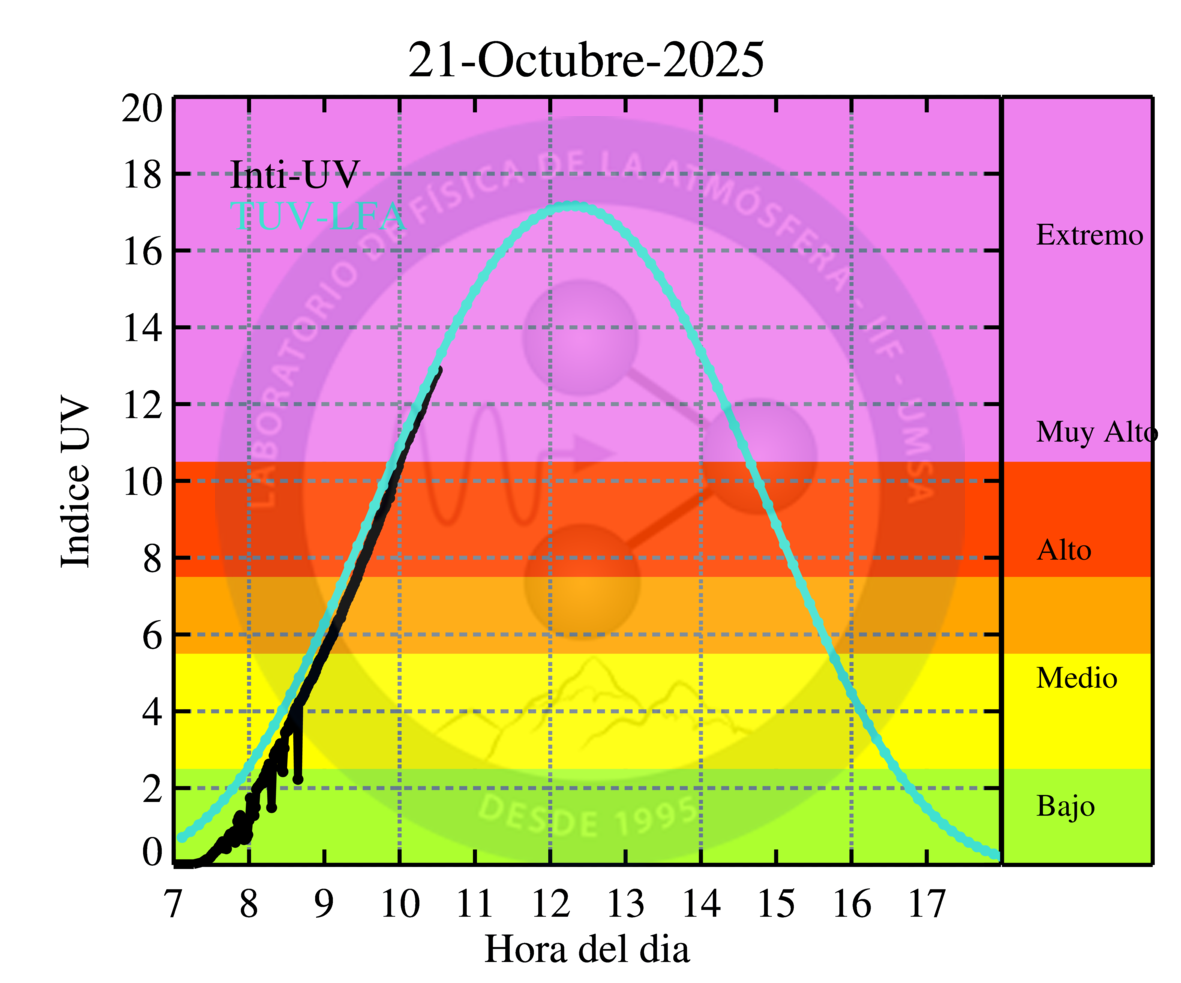 21-Octubre-2025
20
18
16
14
12
10
8
6
4
2
0
Indice UV
Inti-UV
TUV-LFA
LABORATORIO DE FÍSICA DE LA ATMÓSFERA - IIF - UMSA
DESDE 1995
Extremo
Muy Alto
Alto
Medio
Bajo
7 8 9 10 11 12 13 14 15 16 17
Hora del dia